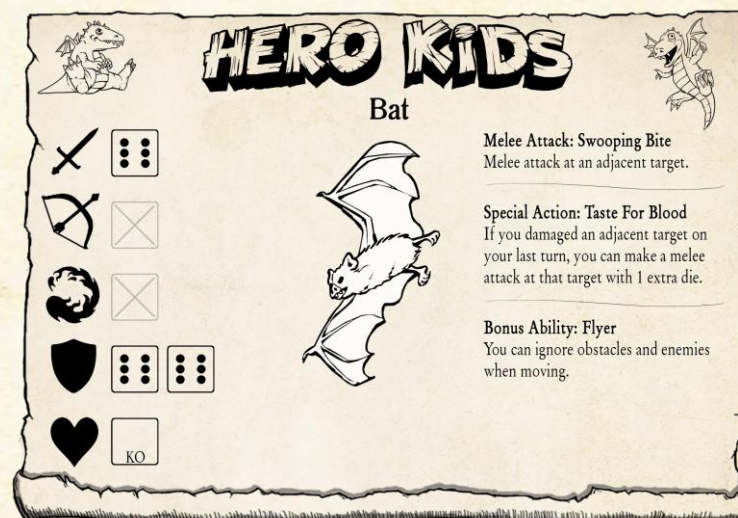 HERO KiDS
Bat
Melee Attack: Swooping Bite
Melee attack at an adjacent target.
Special Action: Taste For Blood
If you damaged an adjacent target on
your last turn, you can make a melee
attack at that target with 1 extra die.
Bonus Ability: Flyer
You can ignore obstacles and enemies
when moving.
KO